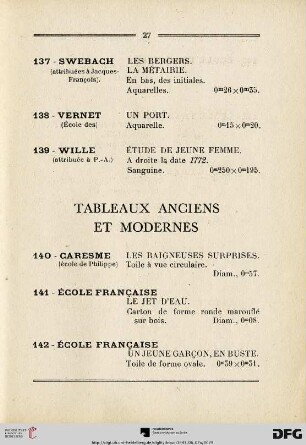 27
137 - SWEBACH LES BERGERS.
(attribuées à Jacques- LA MÉTAIRIE.
François). En bas, des initiales.
Aquarelles. 0m26 × 0m35.
138 - VERNET UN PORT.
(École des) Aquarelle. 0m15 × 0m20.
139 - WILLE ÉTUDE DE JEUNE FEMME.
(attribuée à P.-A.) A droite la date 1772.
Sanguine. 0m250 × 0m195.
TABLEAUX ANCIENS
ET MODERNES
140 - CARESME LES BAIGNEUSES SURPRISES.
(école de Philippe) Toile à vue circulaire.
Diam., 0m37.
141 - ÉCOLE FRANÇAISE
LE JET D'EAU.
Carton de forme ronde marouflé
sur bois. Diam., 0m08.
142 - ÉCOLE FRANÇAISE
UN JEUNE GARÇON, EN BUSTE.
Toile de forme ovale. 0m39 × 0m31.
UNIVERSITÄTS-
BIBLIOTHEK
HEIDELBERG
DFG